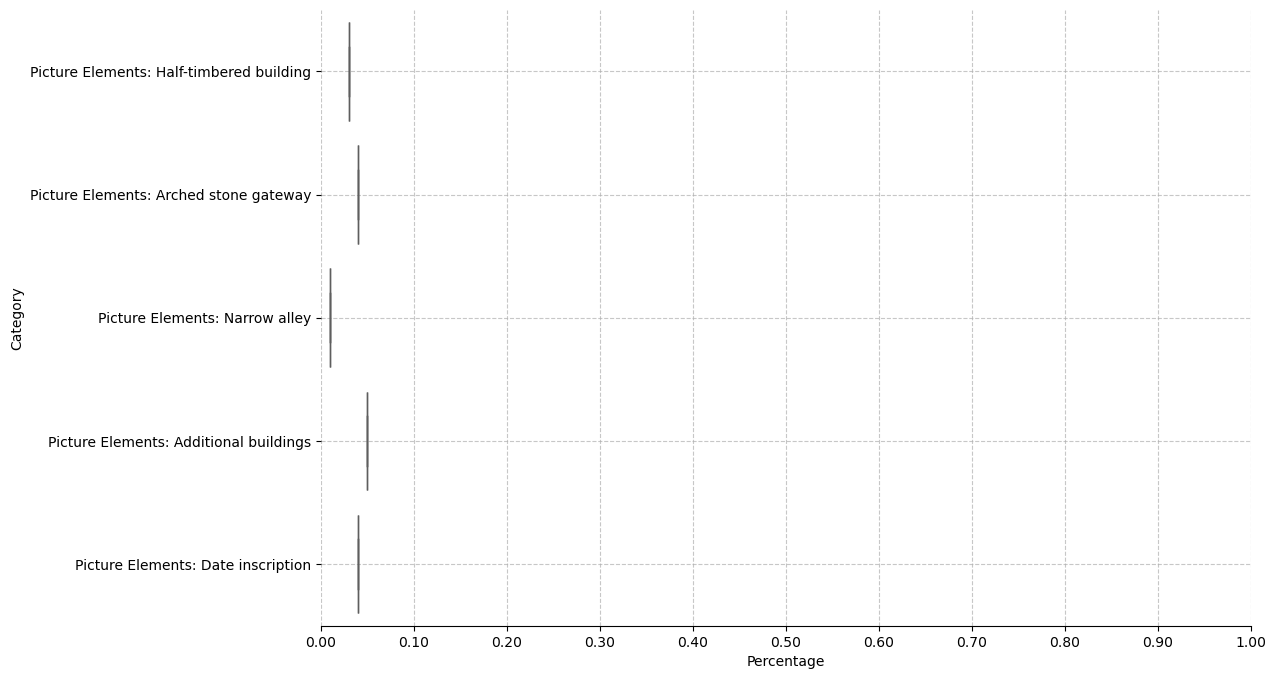 Picture Elements: Half-timbered building
Picture Elements: Arched stone gateway
Picture Elements: Narrow alley
Picture Elements: Additional buildings
Picture Elements: Date inscription
Category
0.00 0.10 0.20 0.30 0.40 0.50 0.60 0.70 0.80 0.90 1.00
Percentage